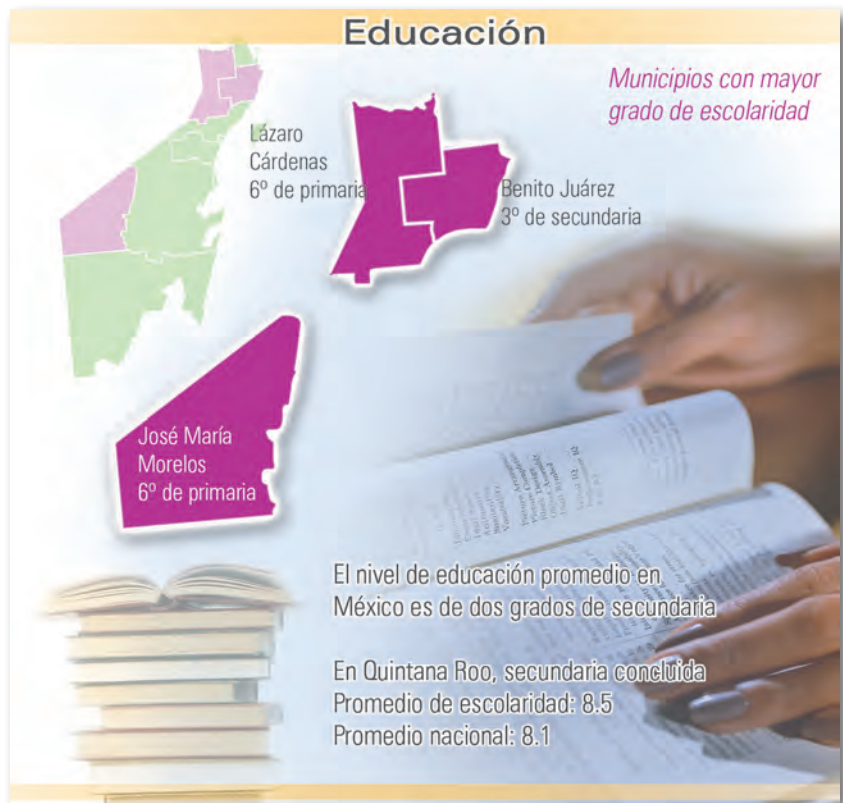 Educación
Municipios con mayor
grado de escolaridad
Lázaro
Cárdenas
6º de primaria
Benito Juárez
3º de secundaria
José María
Morelos
6º de primaria
El nivel de educación promedio en
México es de dos grados de secundaria
En Quintana Roo, secundaria concluida
Promedio de escolaridad: 8.5
Promedio nacional: 8.1